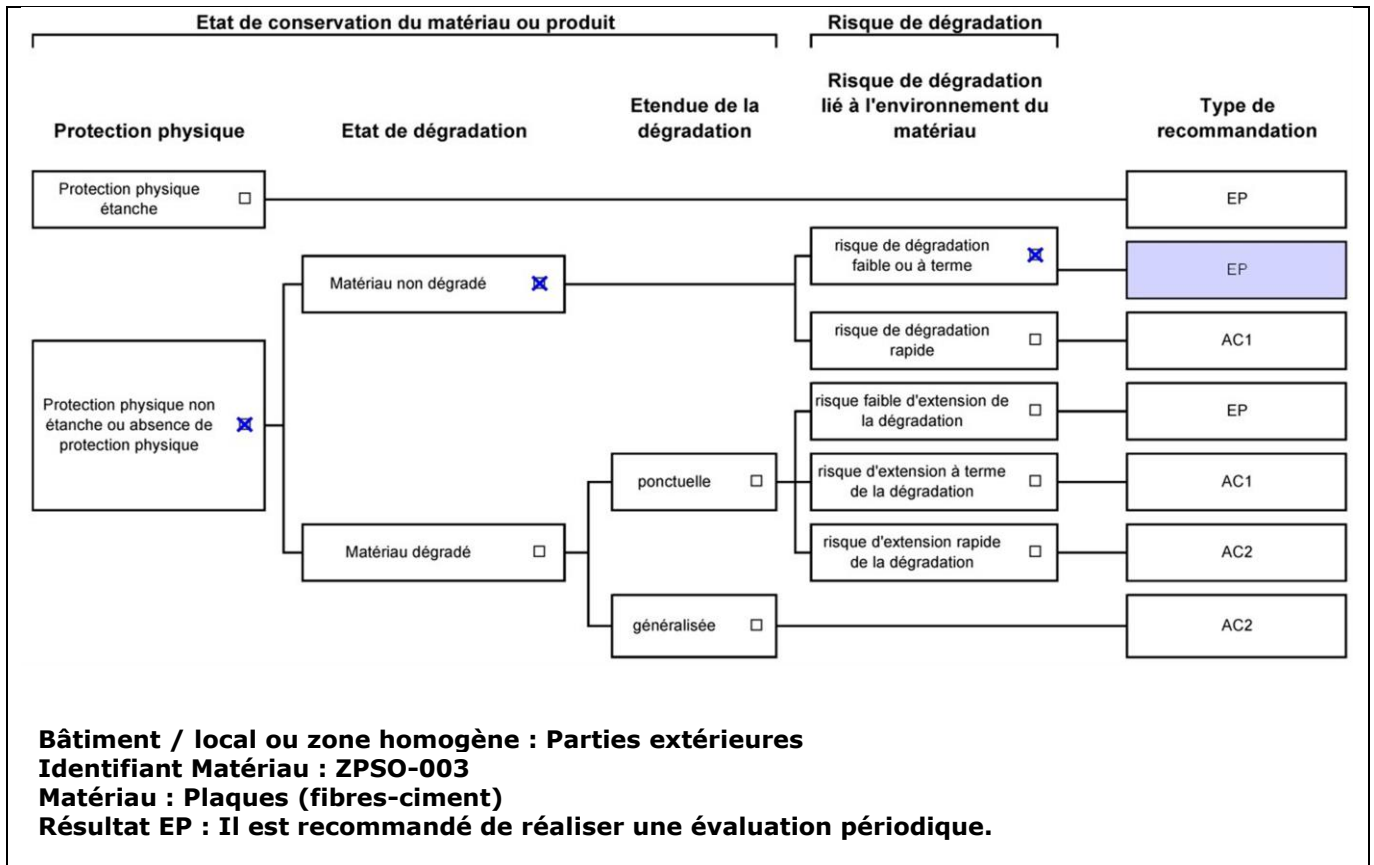 Etat de conservation du matériau ou produit
Risque de dégradation
Protection physique
Etat de dégradation
Etendue de la
dégradation
Risque de dégradation
lié à l'environnement du
matériau
Type de
recommandation
Protection physique
étanche
EP
risque de dégradation
faible ou à terme
EP
Matériau non dégradé
risque de dégradation
rapide
AC1
Protection physique non
étanche ou absence de
protection physique
risque faible d'extension de
la dégradation
EP
ponctuelle
risque d'extension à terme
de la dégradation
AC1
Matériau dégradé
risque d'extension rapide
de la dégradation
AC2
généralisée
AC2
Bâtiment / local ou zone homogène : Parties extérieures
Identifiant Matériau : ZPSO-003
Matériau : Plaques (fibres-ciment)
Résultat EP : Il est recommandé de réaliser une évaluation périodique.